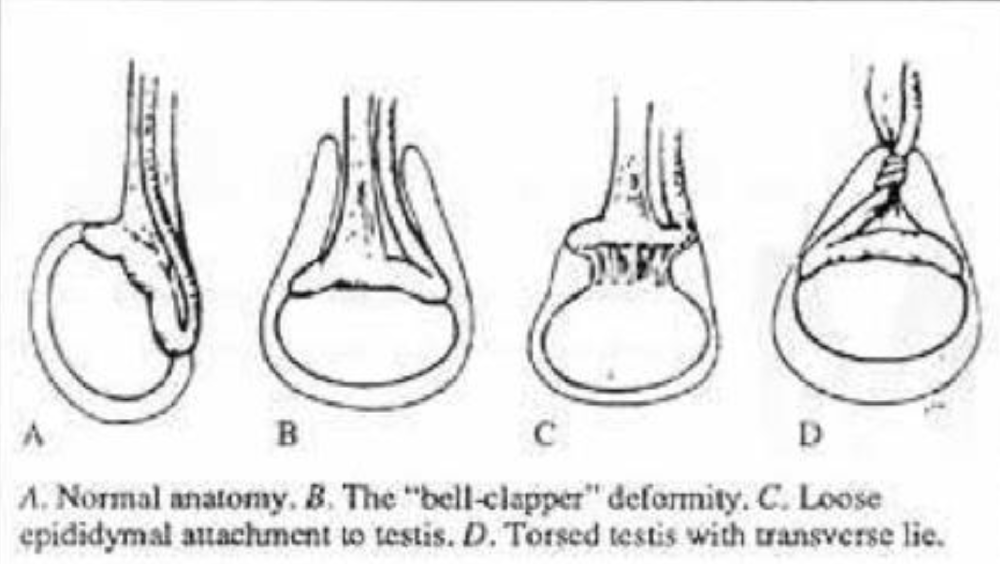 A B C D
A. Normal anatomy. B. The "bell-clapper" deformity. C. Loose
epididymal attachment to testis. D. Torsed testis with transverse lie.